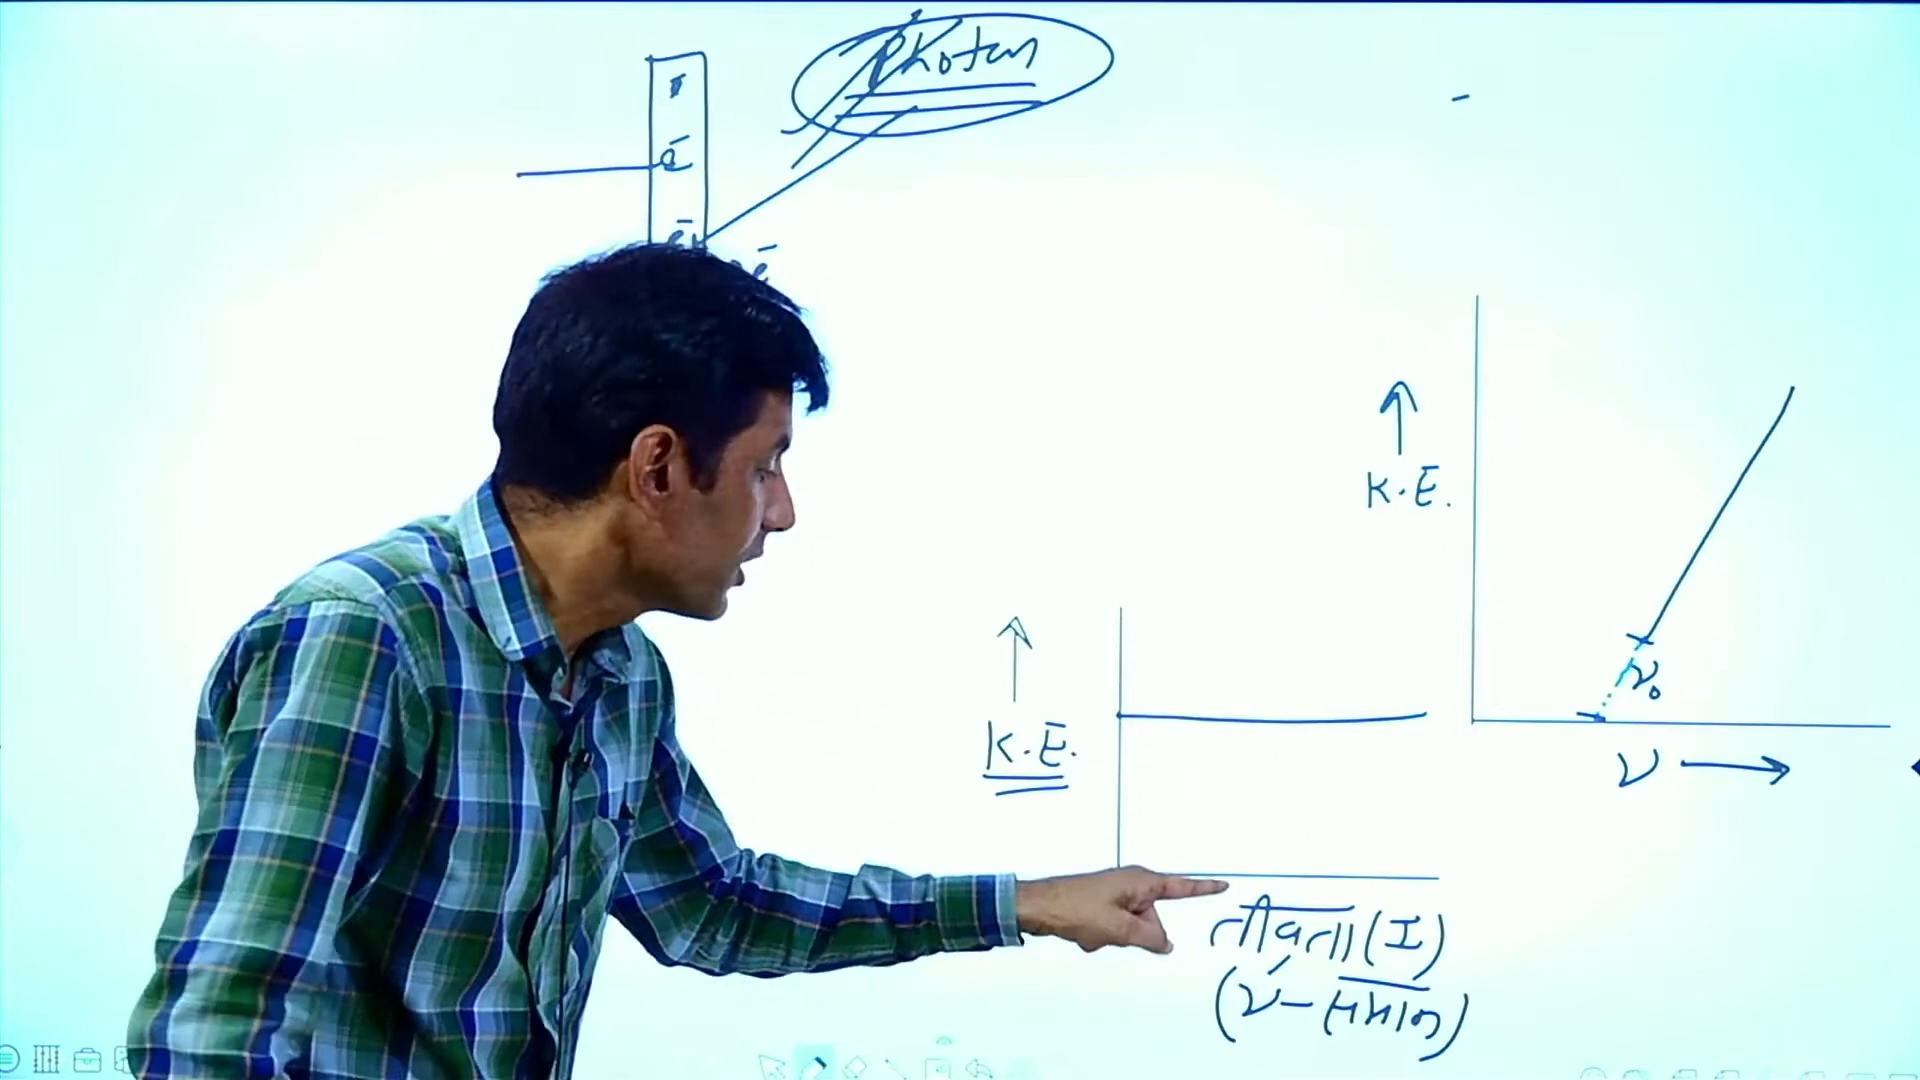 Photon
e⁻
e⁻
e⁻
K.E.
ν₀
ν
K.E.
तीव्रता (I)
(ν - समान)